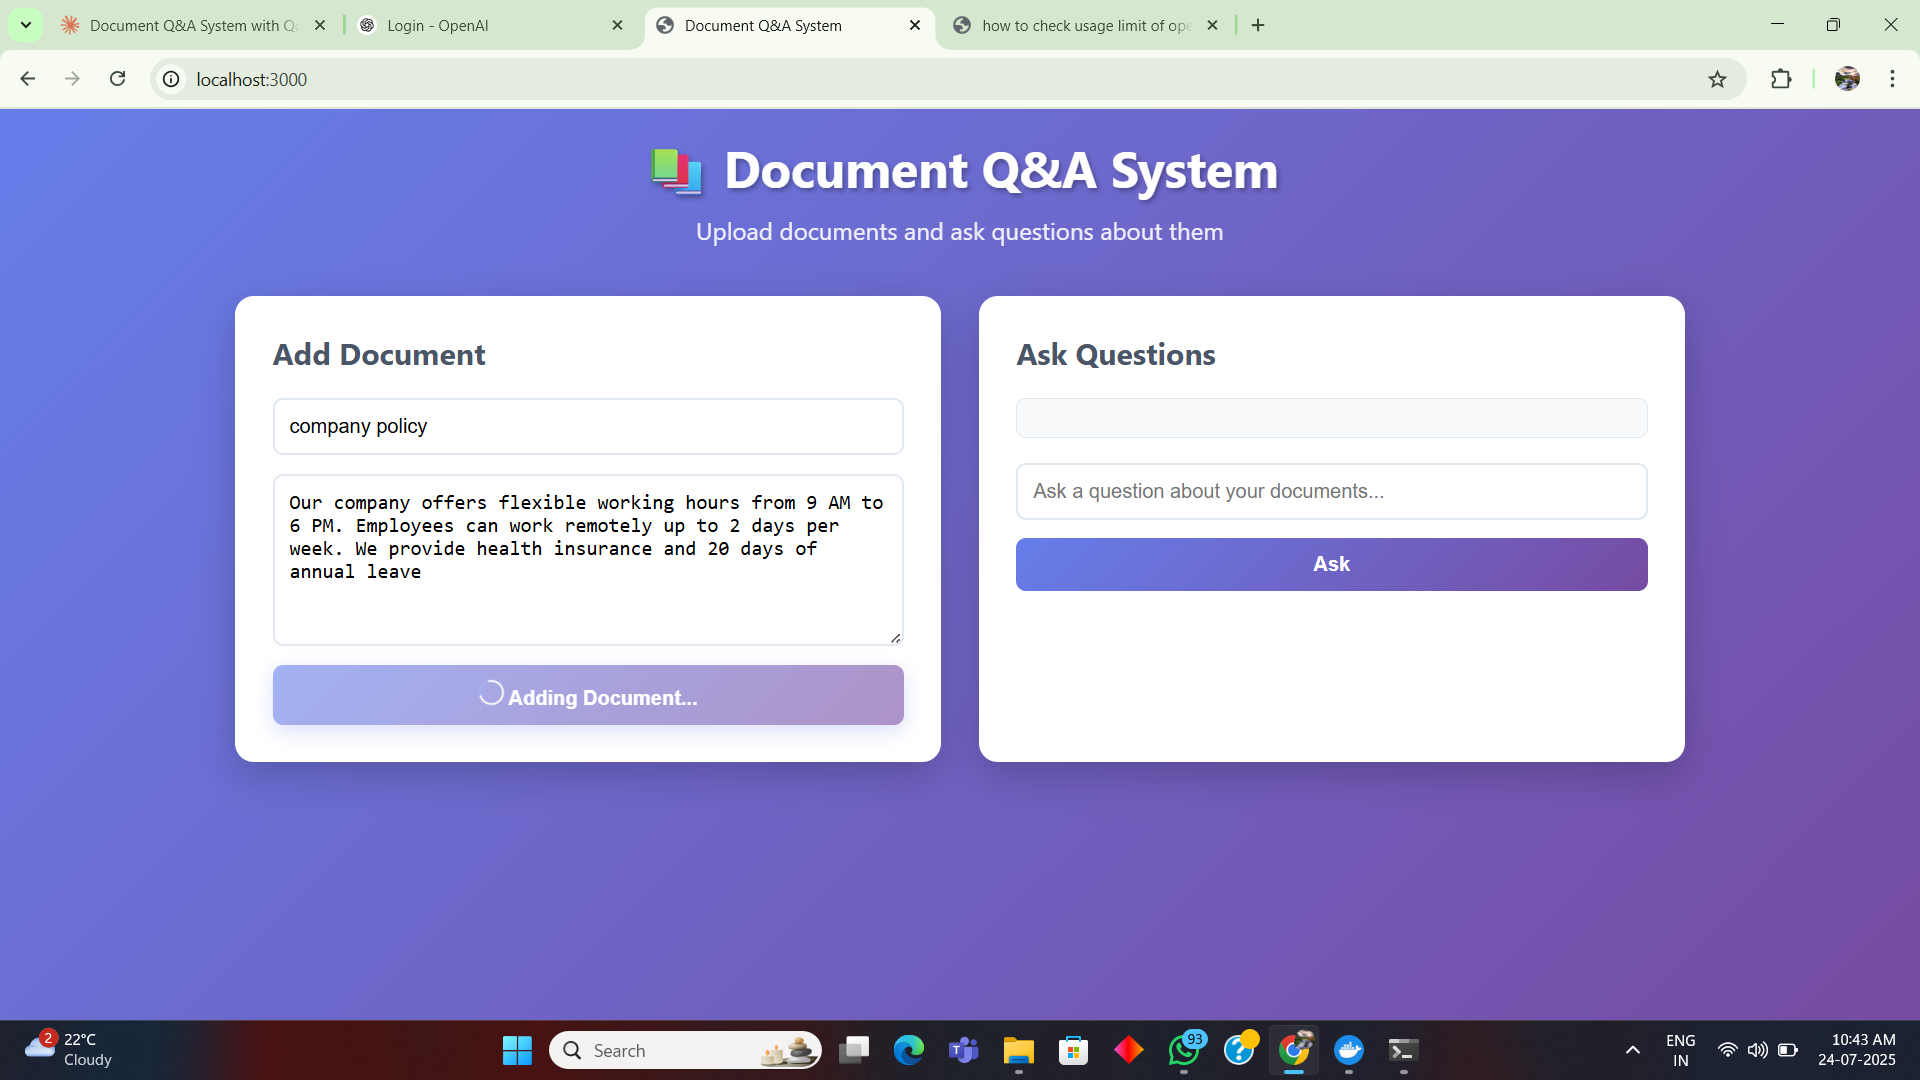 Document Q&A System with Qd
Login - OpenAI
Document Q&A System
how to check usage limit of ope
localhost:3000
Document Q&A System
Upload documents and ask questions about them
Add Document
company policy
Our company offers flexible working hours from 9 AM to
6 PM. Employees can work remotely up to 2 days per
week. We provide health insurance and 20 days of
annual leave
Adding Document...
Ask Questions
Ask a question about your documents...
Ask
2
22°C
Cloudy
Search
93
ENG
IN
10:43 AM
24-07-2025